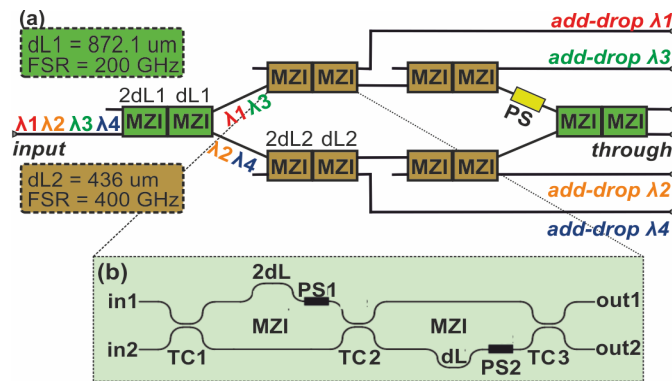 (a)
dL1 = 872.1 um
FSR = 200 GHz
add-drop λ1
add-drop λ3
MZI MZI MZI MZI
2dL1 dL1
λ1 λ2 λ3 λ4 MZI MZI λ1 λ3 PS MZI MZI
input through
λ2 λ4 2dL2 dL2
dL2 = 436 um
FSR = 400 GHz
MZI MZI MZI MZI
add-drop λ2
add-drop λ4
(b)
2dL
in1 PS1 out1
MZI MZI
in2 out2
TC1 TC2 dL PS2 TC3